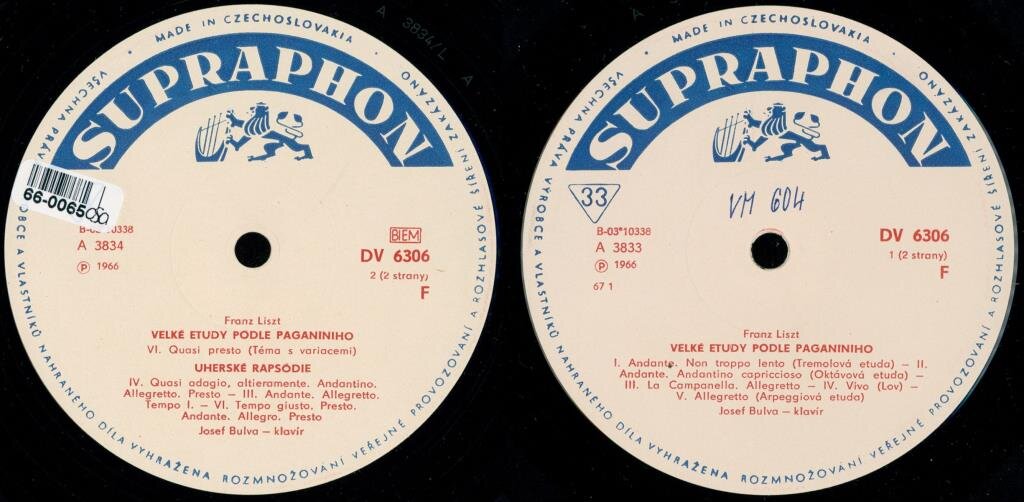 A 3834/L A
MADE IN CZECHOSLOVAKIA
VŠECHNA PRÁVA VÝROBCE A VLASTNÍKŮ NAHRANÉHO DÍLA VYHRAŽENA ROZMNOŽOVÁNÍ VEŘEJNÉ PROVOZOVÁNÍ A ROZHLASOVÉ ŠÍŘENÍ ZAKÁZÁNO
SUPRAPHON
66-0065
B-03*10338
A 3834
Ⓟ 1966
BIEM
DV 6306
2 (2 strany)
F
Franz Liszt
VELKÉ ETUDY PODLE PAGANINIHO
VI. Quasi presto (Téma s variacemi)
UHERSKÉ RAPSÓDIE
IV. Quasi adagio, altieramente. Andantino.
Allegretto. Presto – III. Andante. Allegretto.
Tempo I. – VI. Tempo giusto. Presto.
Andante. Allegro. Presto
Josef Bulva – klavír
MADE IN CZECHOSLOVAKIA
VŠECHNA PRÁVA VÝROBCE A VLASTNÍKŮ NAHRANÉHO DÍLA VYHRAŽENA ROZMNOŽOVÁNÍ VEŘEJNÉ PROVOZOVÁNÍ A ROZHLASOVÉ ŠÍŘENÍ ZAKÁZÁNO
SUPRAPHON
33
VM 604
B-03*10338
A 3833
Ⓟ 1966
67 1
DV 6306
1 (2 strany)
F
Franz Liszt
VELKÉ ETUDY PODLE PAGANINIHO
I. Andante. Non troppo lento (Tremolová etuda) – II.
Andante. Andantino capriccioso (Oktávová etuda) –
III. La Campanella. Allegretto – IV. Vivo (Lov) –
V. Allegretto (Arpeggiová etuda)
Josef Bulva – klavír